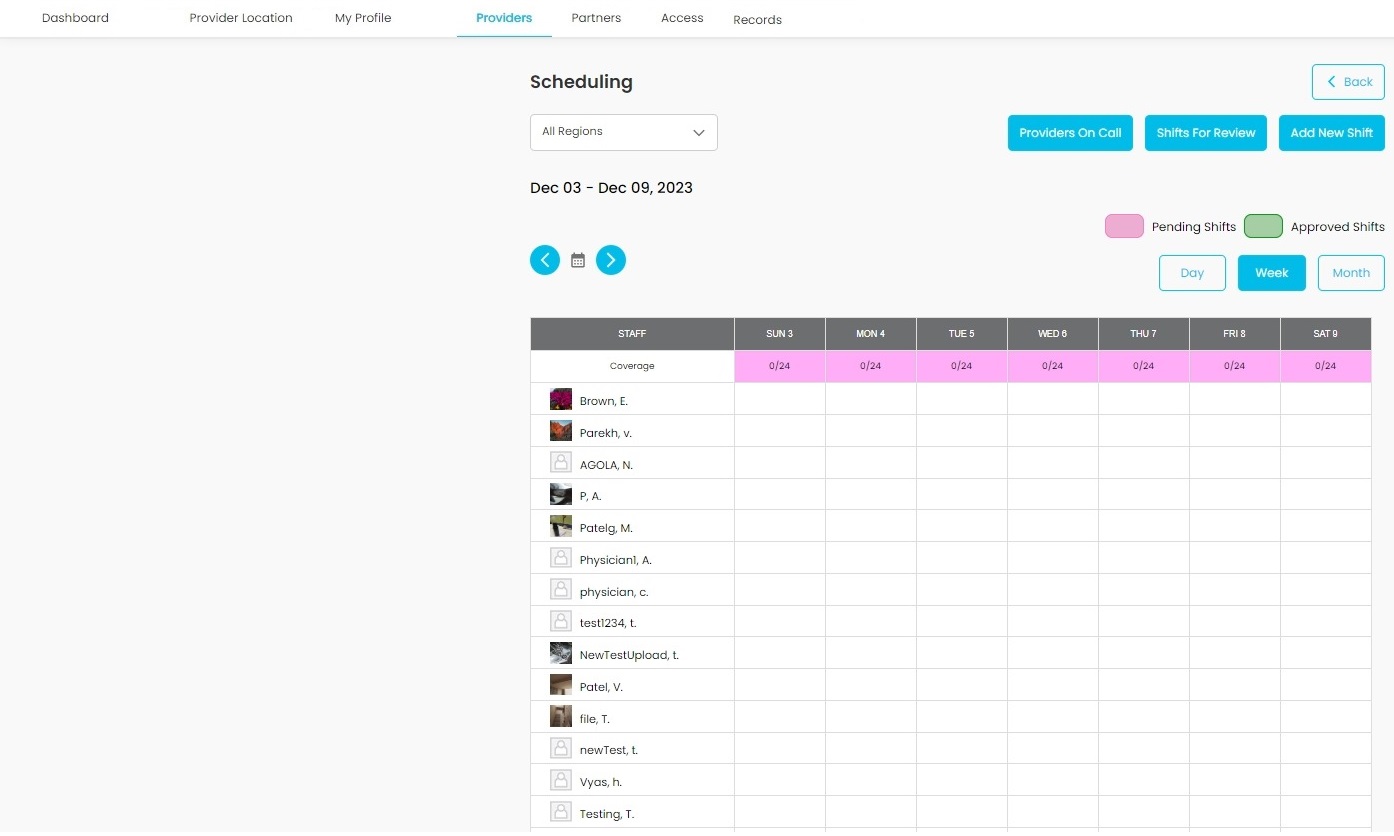 Dashboard Provider Location My Profile Providers Partners Access Records
Scheduling Back
All Regions Providers On Call Shifts For Review Add New Shift
Dec 03 - Dec 09, 2023
Pending Shifts Approved Shifts
Day Week Month
STAFF SUN 3 MON 4 TUE 5 WED 6 THU 7 FRI 8 SAT 9
Coverage 0/24 0/24 0/24 0/24 0/24 0/24 0/24
Brown, E.
Parekh, v.
AGOLA, N.
P, A.
Patelg, M.
Physician1, A.
physician, c.
test1234, t.
NewTestUpload, t.
Patel, V.
file, T.
newTest, t.
Vyas, h.
Testing, T.